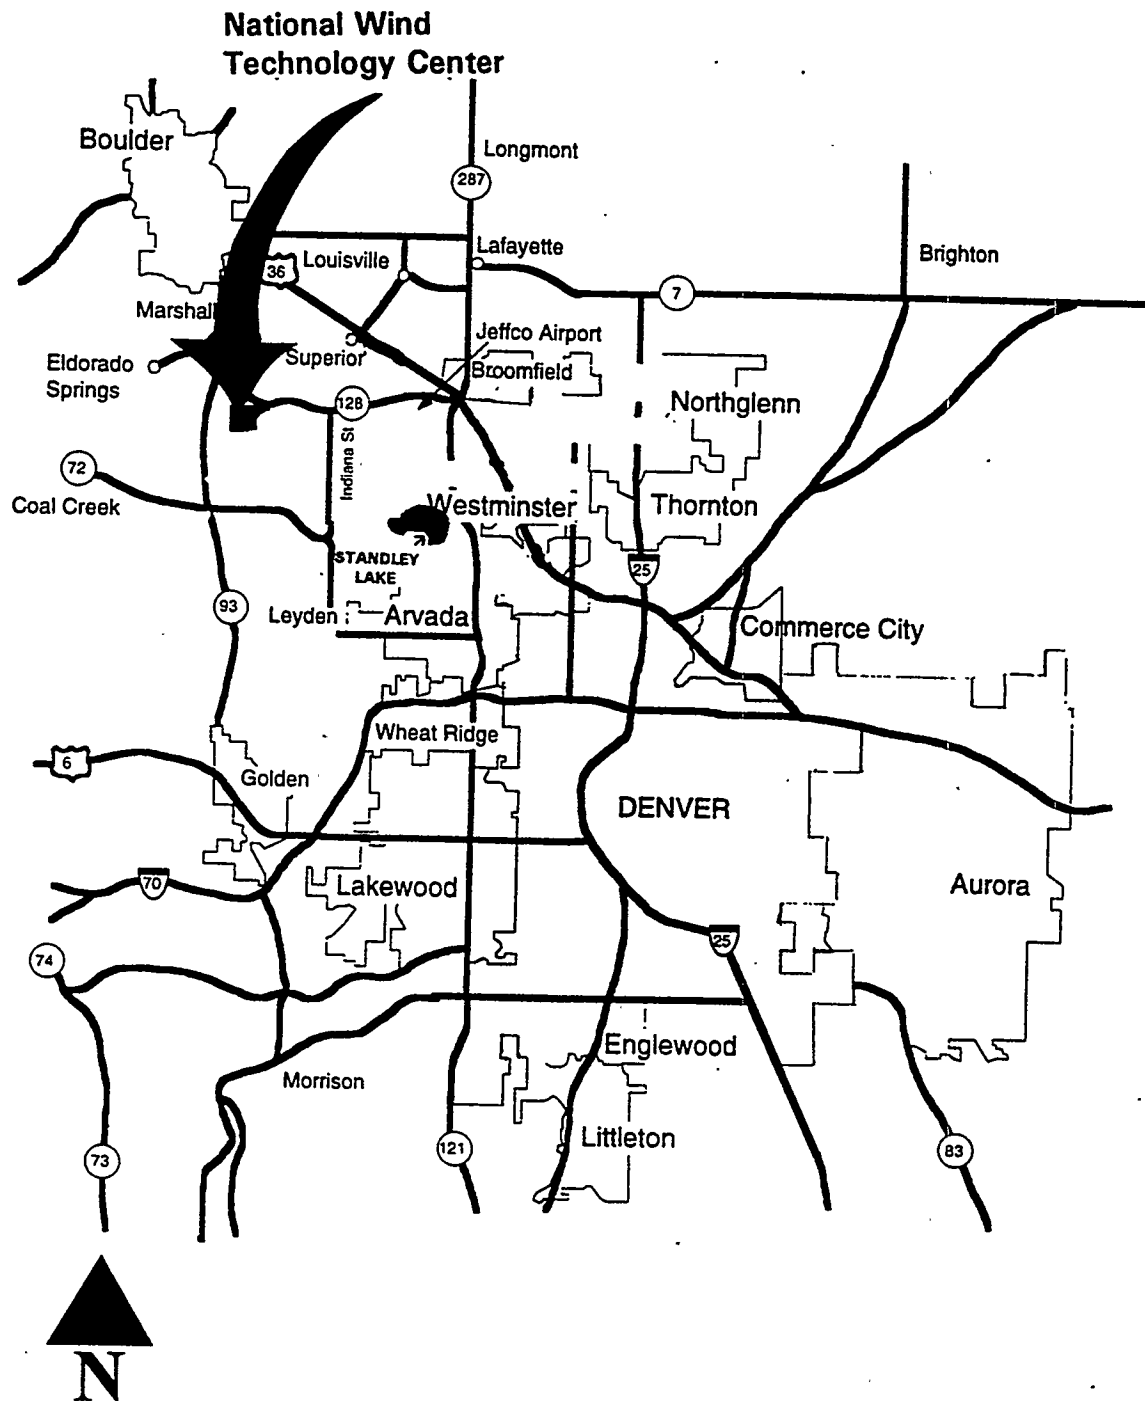 National Wind
Technology Center
Boulder
Longmont
287
Lafayette
Brighton
Louisville
36
7
Marshall
Jeffco Airport
Superior
Eldorado
Springs
Broomfield
128
Northglenn
Indiana St
72
Coal Creek
Westminster
Thornton
STANDLEY
LAKE
25
93
Leyden
Arvada
Commerce City
Wheat Ridge
6
Golden
DENVER
70
Lakewood
Aurora
25
74
Englewood
Morrison
Littleton
121
83
73
N